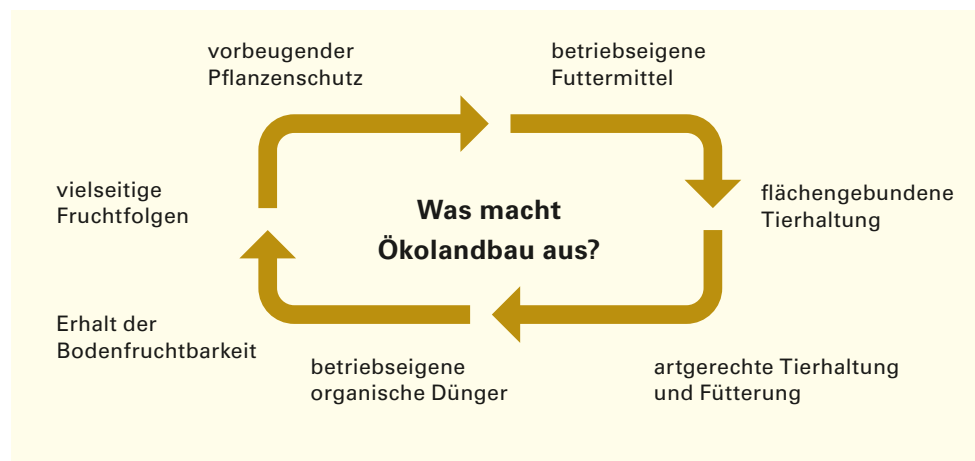 vorbeugender
Pflanzenschutz
betriebseigene
Futtermittel
vielseitige
Fruchtfolgen
Was macht
Ökolandbau aus?
flächengebundene
Tierhaltung
Erhalt der
Bodenfruchtbarkeit
betriebseigene
organische Dünger
artgerechte Tierhaltung
und Fütterung